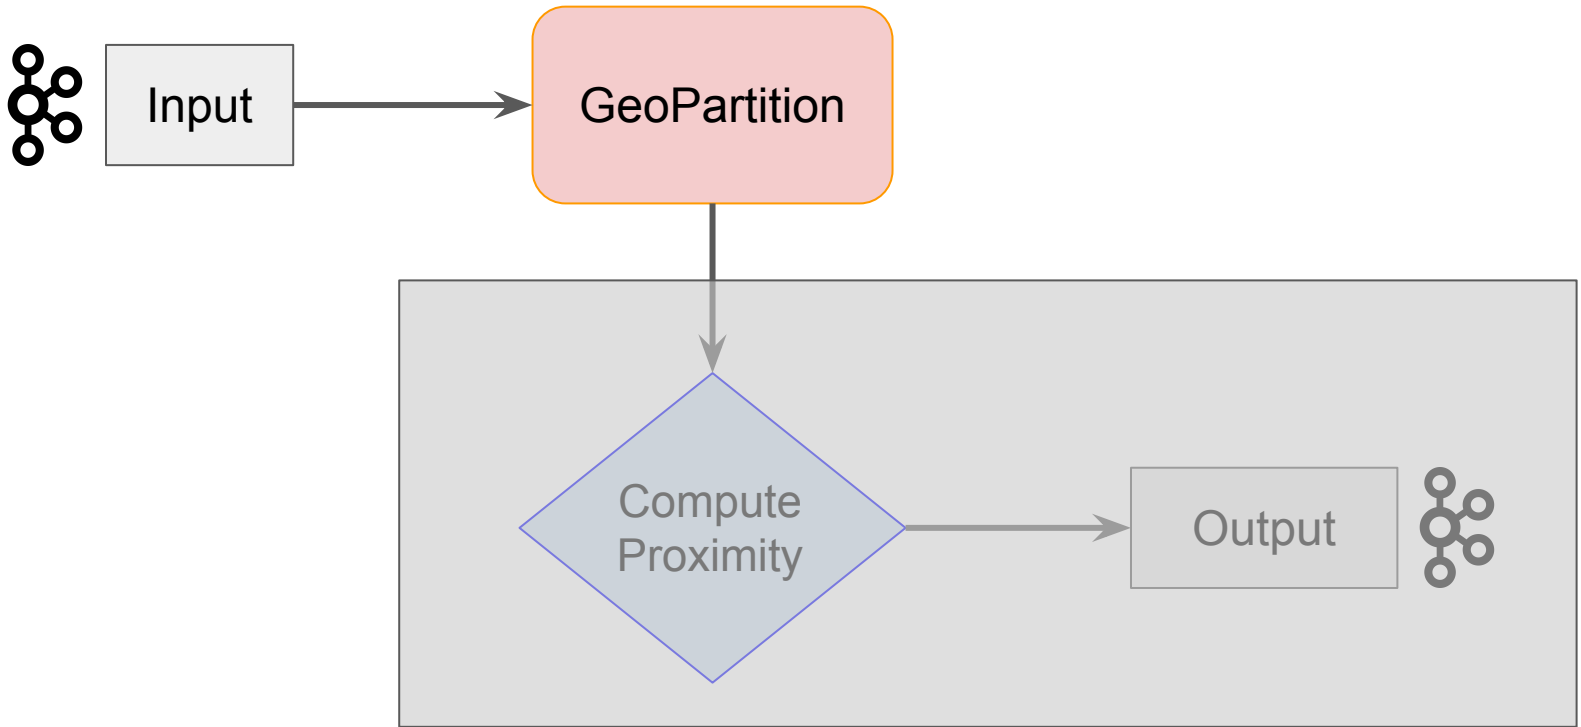 Input
GeoPartition
Compute
Proximity
Output